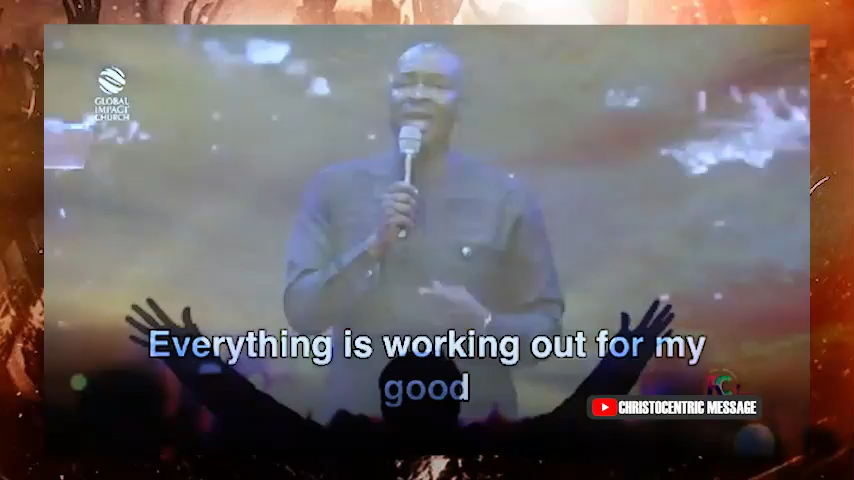 GLOBAL
IMPACT
CHURCH
Everything is working out for my
good
CHRISTOCENTRIC MESSAGE